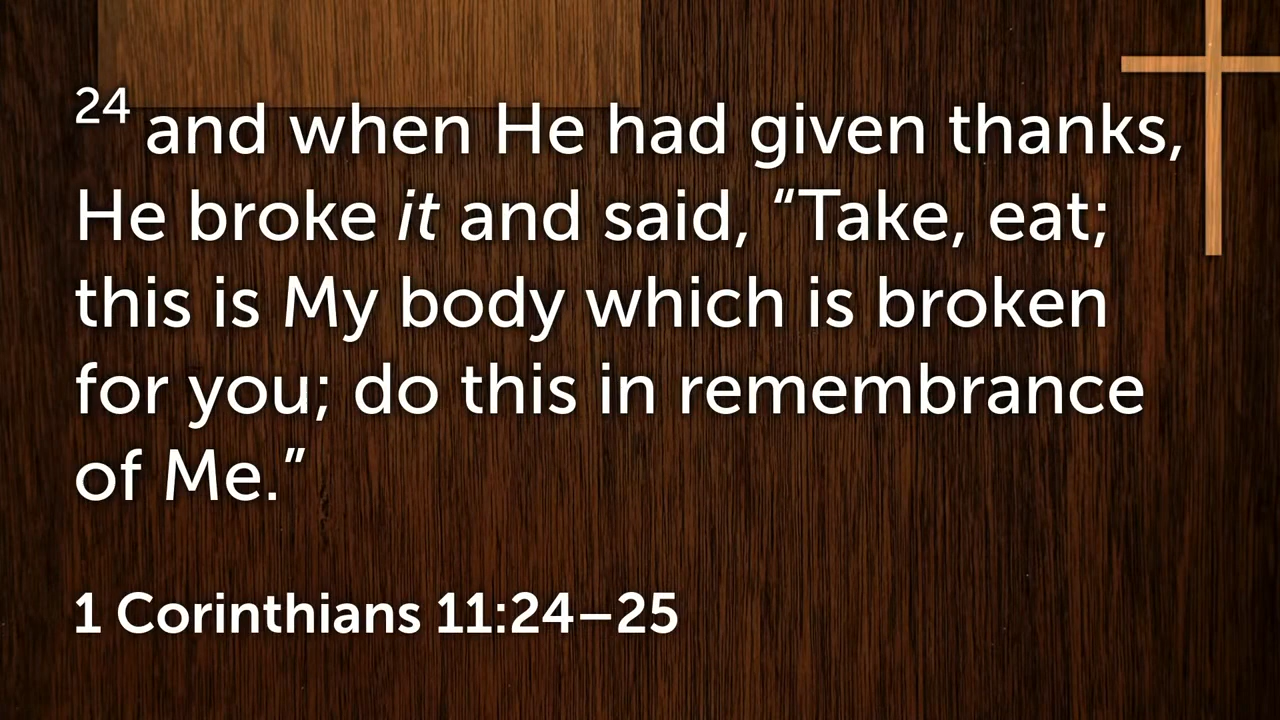 24 and when He had given thanks,
He broke it and said, “Take, eat;
this is My body which is broken
for you; do this in remembrance
of Me.”
1 Corinthians 11:24–25